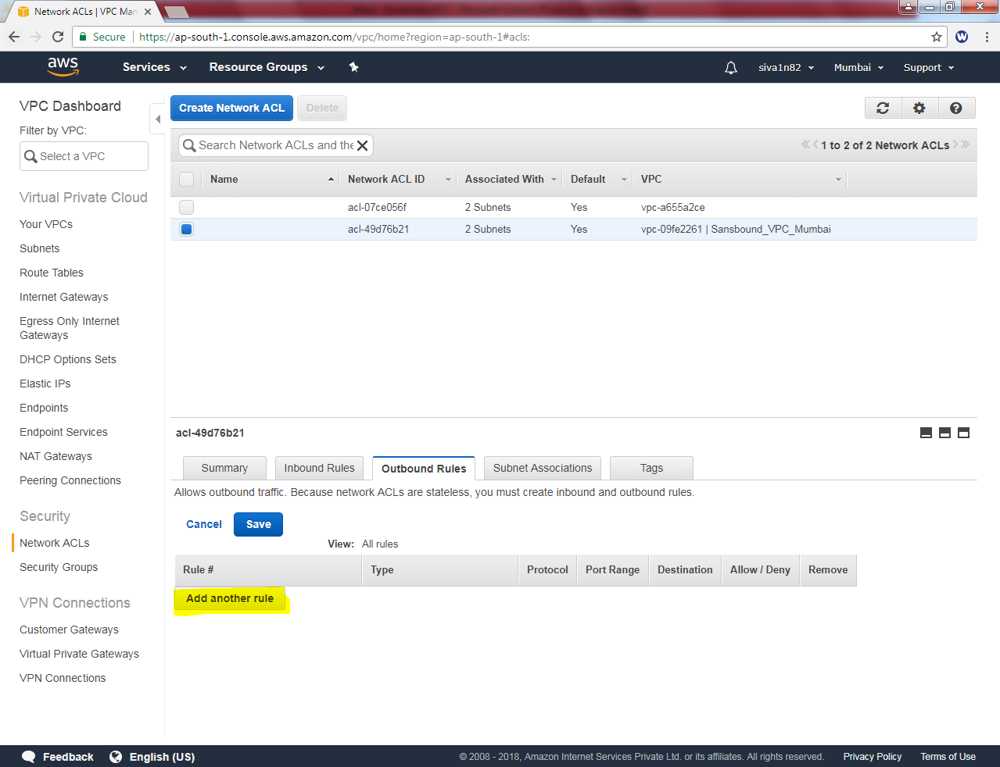 Network ACLs | VPC Man
Secure
https://ap-south-1.console.aws.amazon.com/vpc/home?region=ap-south-1#acls:
W
aws
Services
Resource Groups
siva1n82
Mumbai
Support
VPC Dashboard
Filter by VPC:
Select a VPC
Virtual Private Cloud
Your VPCs
Subnets
Route Tables
Internet Gateways
Egress Only Internet
Gateways
DHCP Options Sets
Elastic IPs
Endpoints
Endpoint Services
NAT Gateways
Peering Connections
Security
Network ACLs
Security Groups
VPN Connections
Customer Gateways
Virtual Private Gateways
VPN Connections
Create Network ACL
Delete
Search Network ACLs and the
1 to 2 of 2 Network ACLs
Name Network ACL ID Associated With Default VPC
acl-07ce056f 2 Subnets Yes vpc-a655a2ce
acl-49d76b21 2 Subnets Yes vpc-09fe2261 | Sansbound_VPC_Mumbai
acl-49d76b21
Summary
Inbound Rules
Outbound Rules
Subnet Associations
Tags
Allows outbound traffic. Because network ACLs are stateless, you must create inbound and outbound rules.
Cancel
Save
View: All rules
Rule # Type Protocol Port Range Destination Allow / Deny Remove
Add another rule
Feedback
English (US)
© 2008 - 2018, Amazon Internet Services Private Ltd. or its affiliates. All rights reserved.
Privacy Policy
Terms of Use